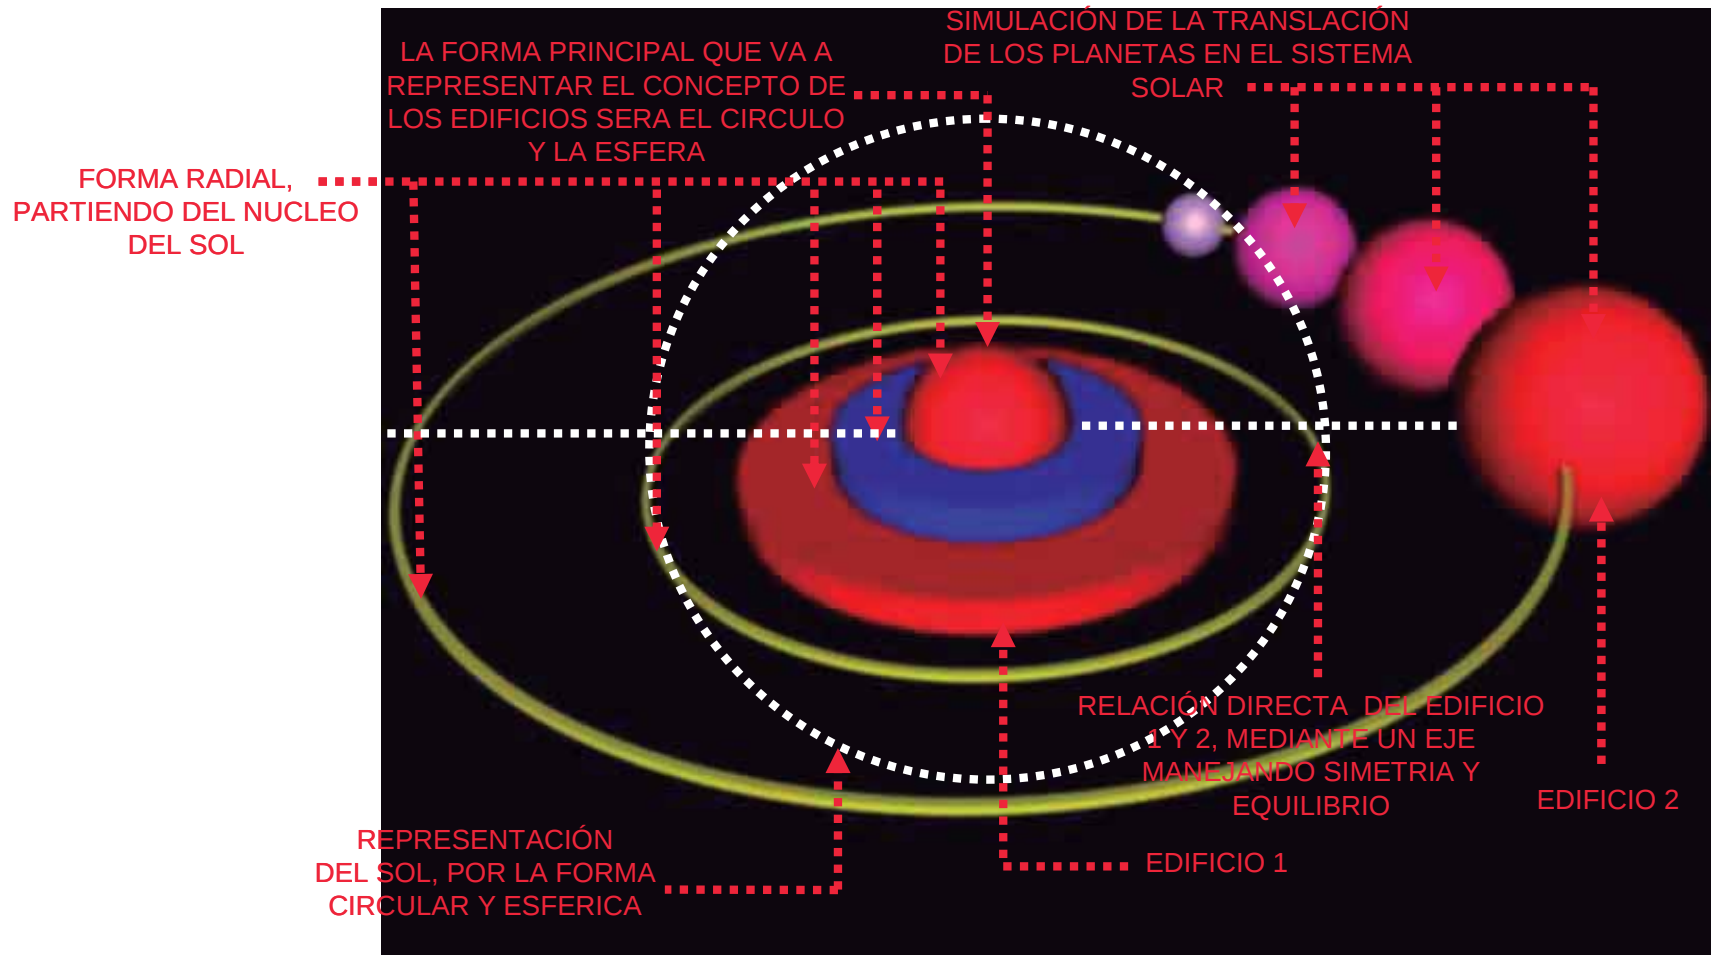 SIMULACIÓN DE LA TRANSLACIÓN
DE LOS PLANETAS EN EL SISTEMA
SOLAR
LA FORMA PRINCIPAL QUE VA A
REPRESENTAR EL CONCEPTO DE
LOS EDIFICIOS SERA EL CIRCULO
Y LA ESFERA
FORMA RADIAL,
PARTIENDO DEL NUCLEO
DEL SOL
RELACIÓN DIRECTA  DEL EDIFICIO
1 Y 2, MEDIANTE UN EJE
MANEJANDO SIMETRIA Y
EQUILIBRIO
EDIFICIO 2
REPRESENTACIÓN
DEL SOL, POR LA FORMA
CIRCULAR Y ESFERICA
EDIFICIO 1